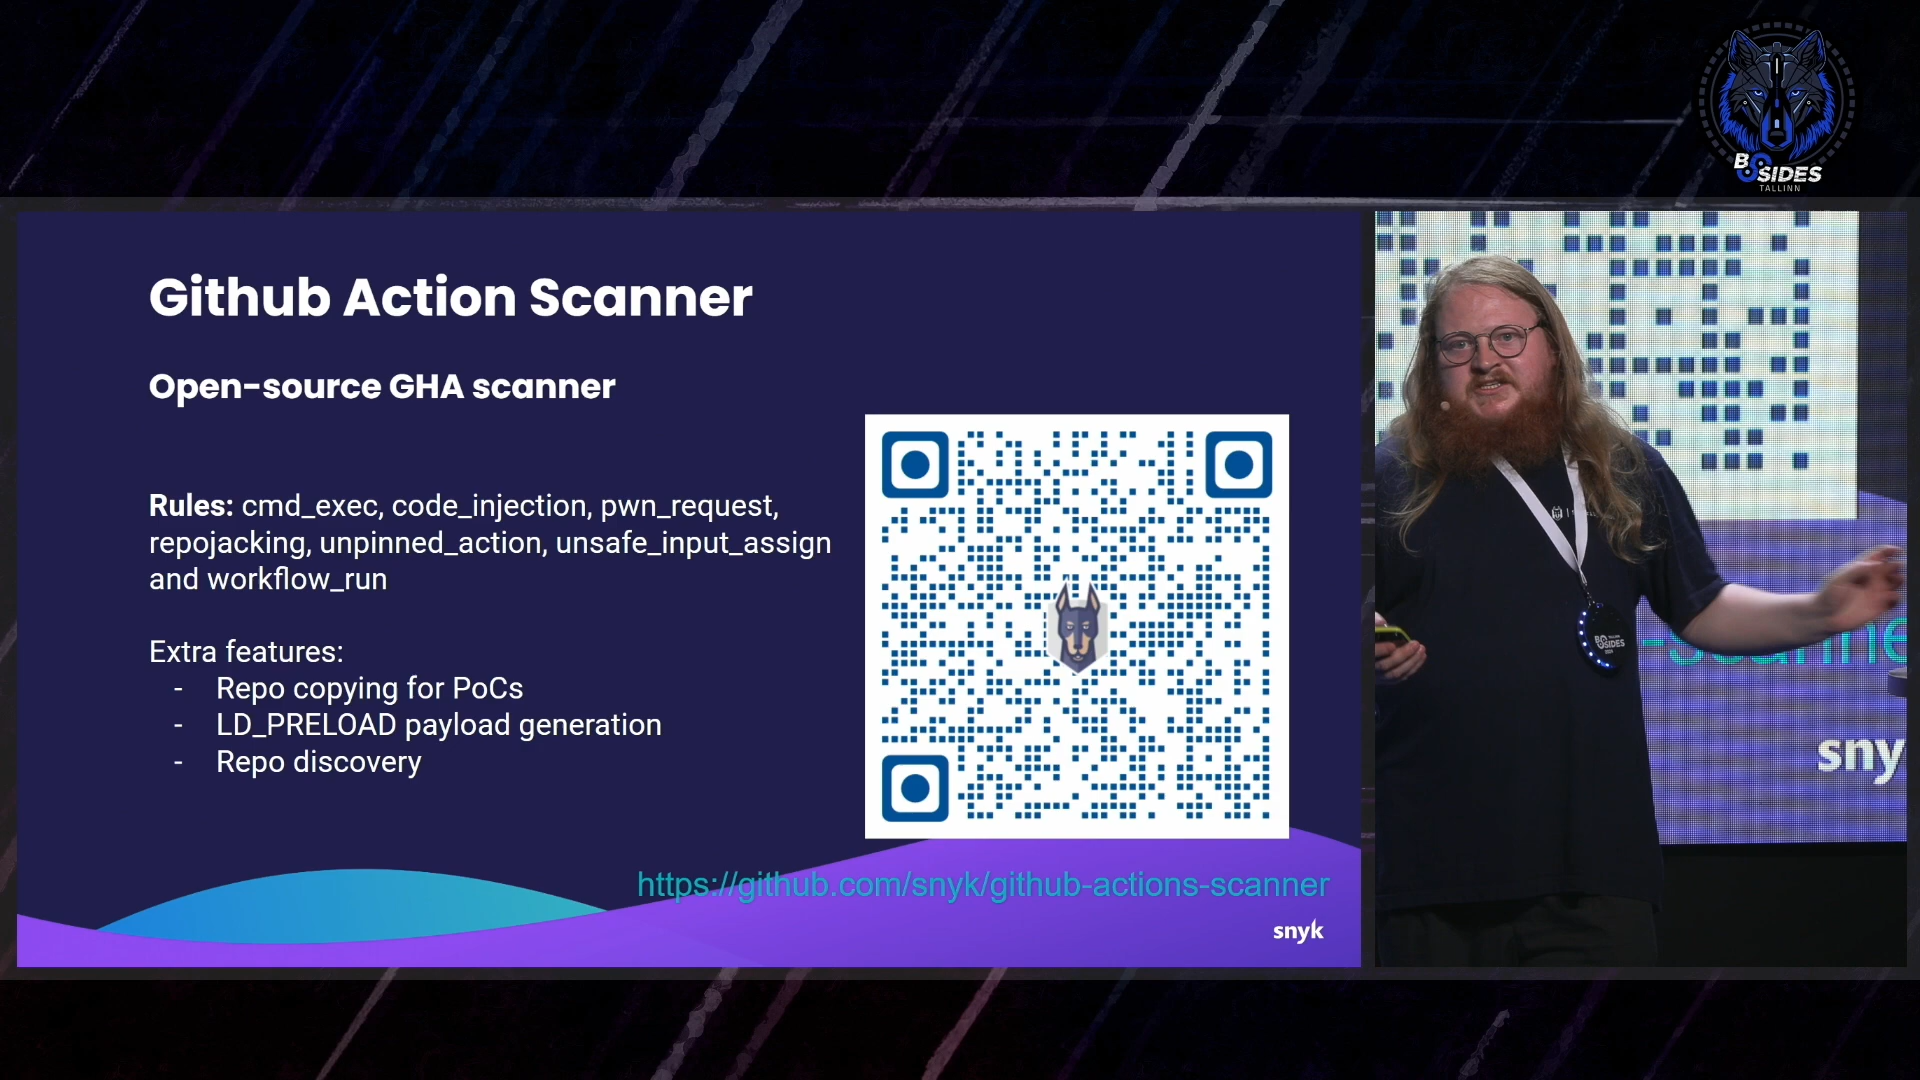 BSIDES
TALLINN
Github Action Scanner
Open-source GHA scanner
Rules: cmd_exec, code_injection, pwn_request,
repojacking, unpinned_action, unsafe_input_assign
and workflow_run
Extra features:
- Repo copying for PoCs
- LD_PRELOAD payload generation
- Repo discovery
https://github.com/snyk/github-actions-scanner
snyk
BSIDES
-scanne
sny